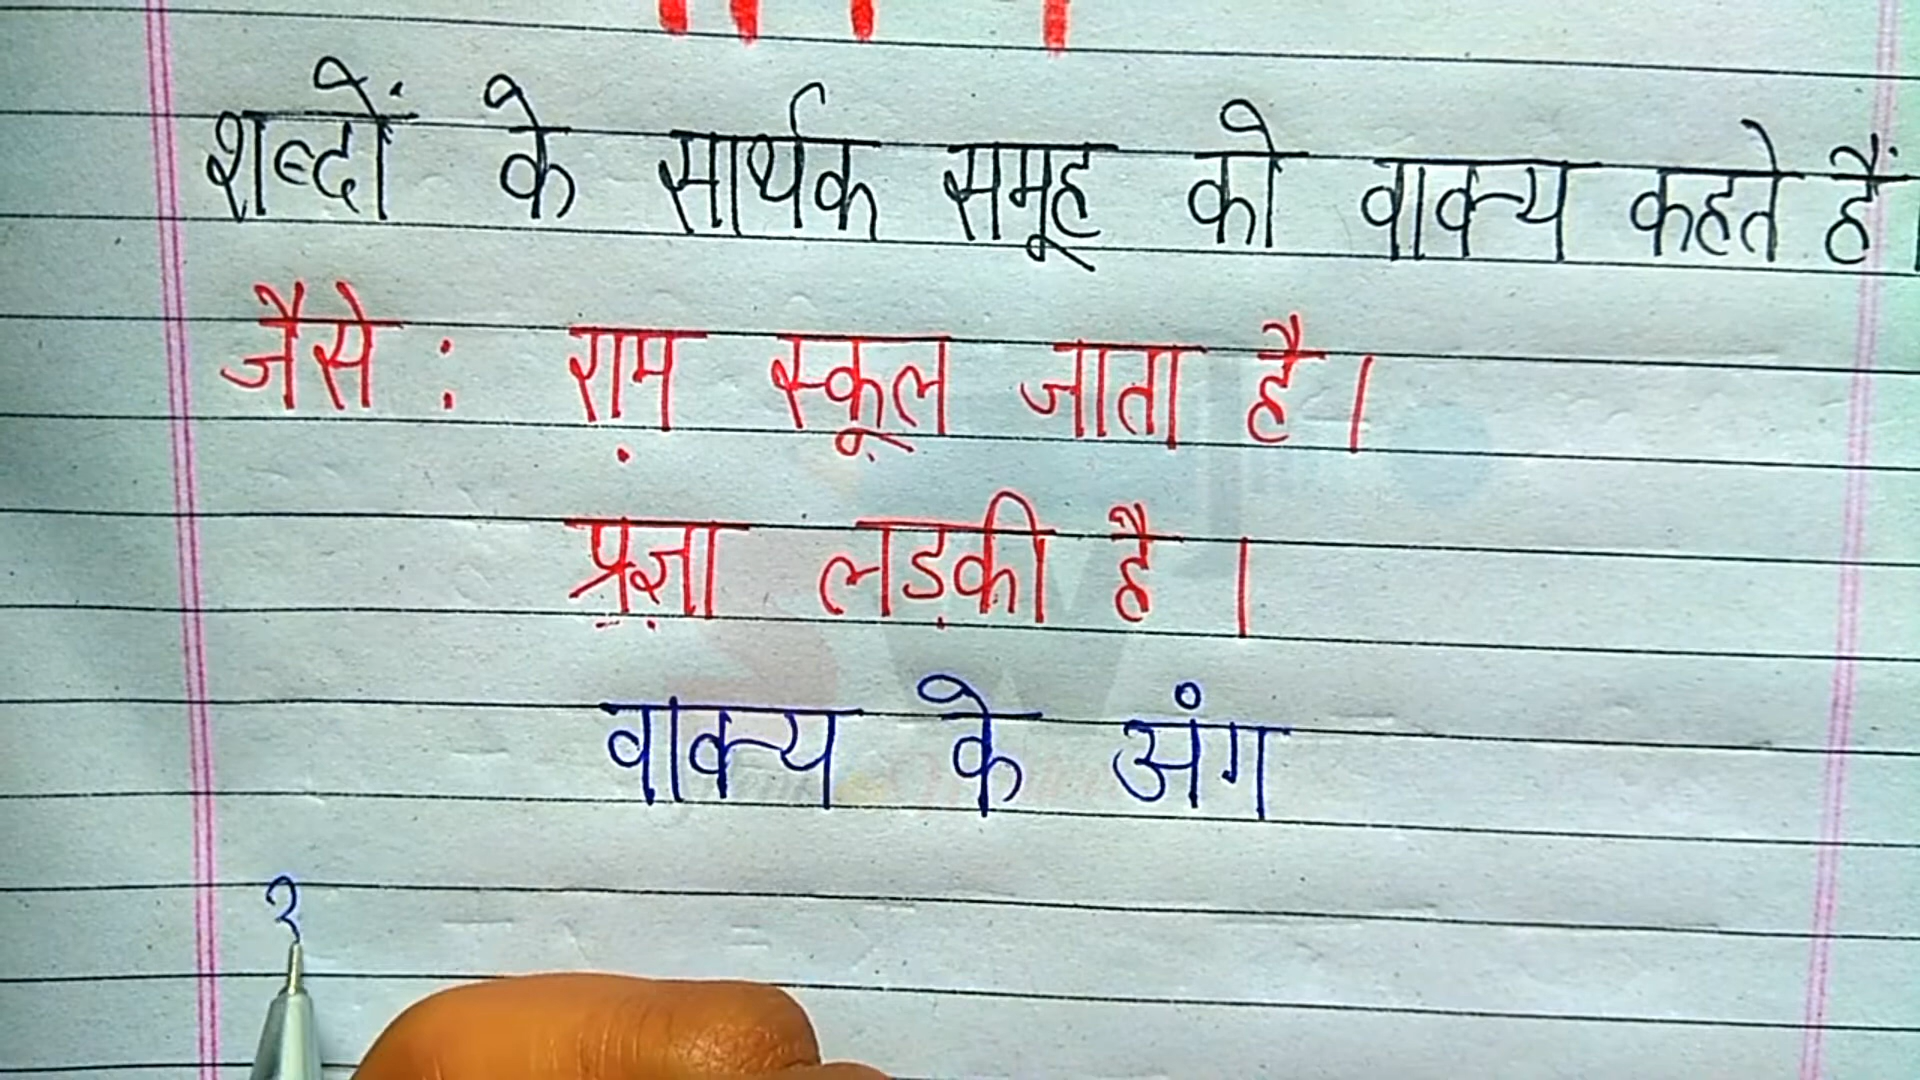 शब्दों के सार्थक समूह को वाक्य कहते हैं।
जैसे : राम स्कूल जाता है।
प्रज्ञा लड़की है।
वाक्य के अंग